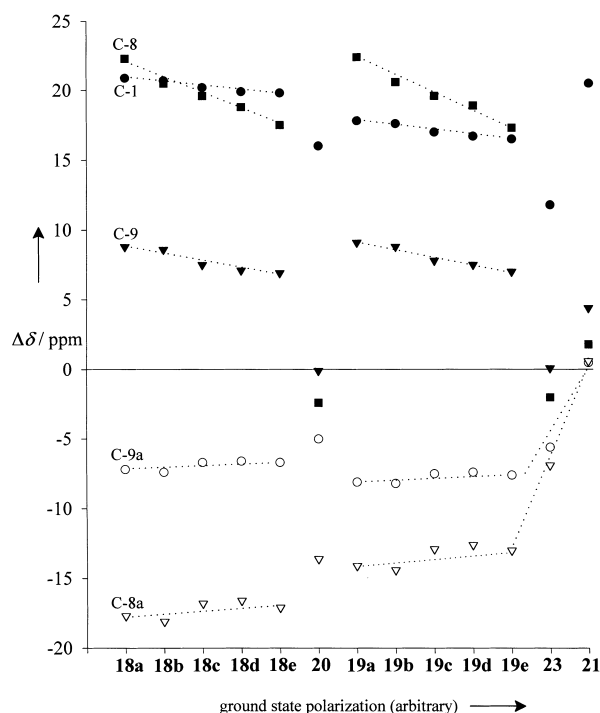 25
C-8
20
C-1
15
10
C-9
5
Δδ / ppm
0
-5
C-9a
-10
-15
C-8a
-20
18a 18b 18c 18d 18e 20 19a 19b 19c 19d 19e 23 21
ground state polarization (arbitrary)